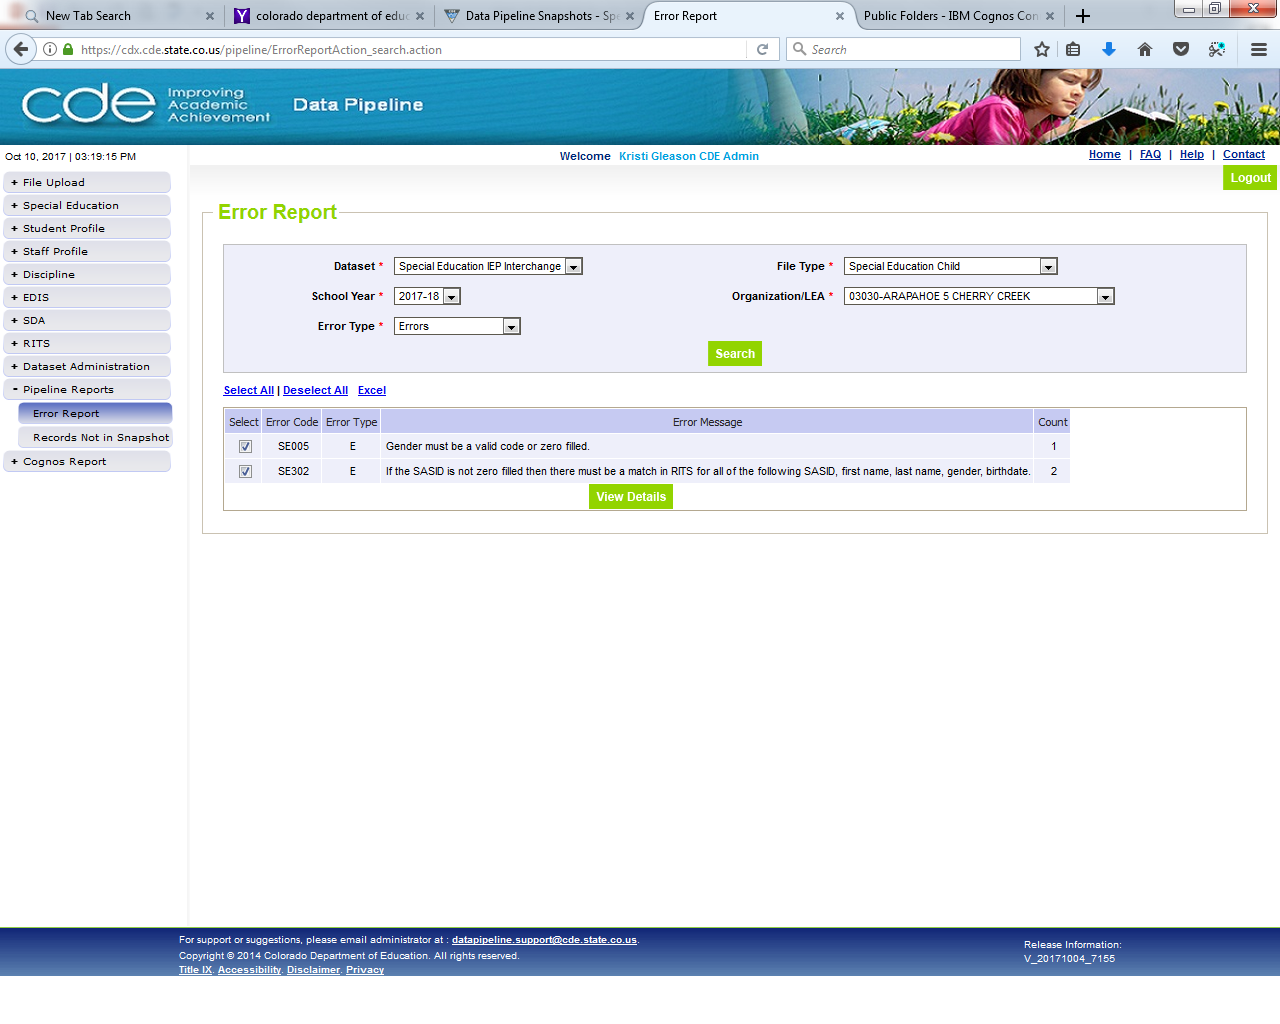 New Tab Search
colorado department of educ
Data Pipeline Snapshots - Spe
Error Report
Public Folders - IBM Cognos Con
https://cdx.cde.state.co.us/pipeline/ErrorReportAction_search.action
Search
cde Improving Academic Achievement
Data Pipeline
Oct 10, 2017 | 03:19:15 PM
Welcome Kristi Gleason CDE Admin
Home | FAQ | Help | Contact
Logout
+ File Upload
+ Special Education
+ Student Profile
+ Staff Profile
+ Discipline
+ EDIS
+ SDA
+ RITS
+ Dataset Administration
- Pipeline Reports
Error Report
Records Not in Snapshot
+ Cognos Report
Error Report
Dataset * Special Education IEP Interchange
File Type * Special Education Child
School Year * 2017-18
Organization/LEA * 03030-ARAPAHOE 5 CHERRY CREEK
Error Type * Errors
Search
Select All | Deselect All Excel
Select Error Code Error Type Error Message Count
SE005 E Gender must be a valid code or zero filled. 1
SE302 E If the SASID is not zero filled then there must be a match in RITS for all of the following SASID, first name, last name, gender, birthdate. 2
View Details
For support or suggestions, please email administrator at : datapipeline.support@cde.state.co.us.
Copyright © 2014 Colorado Department of Education. All rights reserved.
Title IX. Accessibility. Disclaimer. Privacy
Release Information:
V_20171004_7155